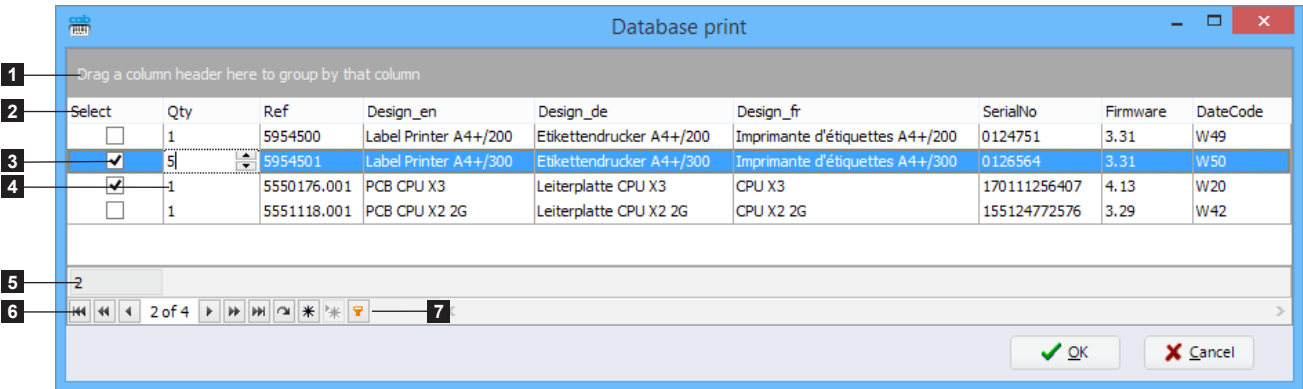 cab
Database print
1
Drag a column header here to group by that column
2 Select Qty Ref Design_en Design_de Design_fr SerialNo Firmware DateCode
1 5954500 Label Printer A4+/200 Etikettendrucker A4+/200 Imprimante d'étiquettes A4+/200 0124751 3.31 W49
3 5 5954501 Label Printer A4+/300 Etikettendrucker A4+/300 Imprimante d'étiquettes A4+/300 0126564 3.31 W50
4 1 5550176.001 PCB CPU X3 Leiterplatte CPU X3 CPU X3 170111256407 4.13 W20
1 5551118.001 PCB CPU X2 2G Leiterplatte CPU X2 2G CPU X2 2G 155124772576 3.29 W42
5 2
6 2 of 4 7
OK Cancel